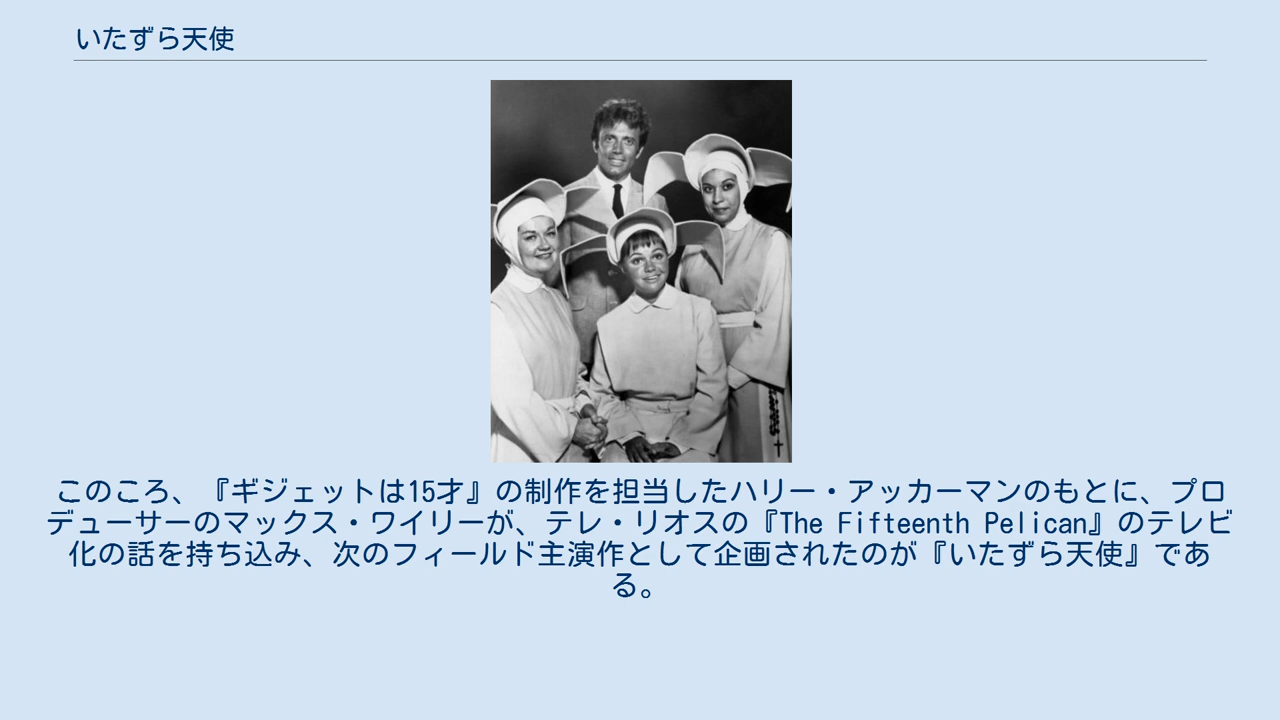 いたずら天使
このころ、『ギジェットは15才』の制作を担当したハリー・アッカーマンのもとに、プロ
デューサーのマックス・ワイリーが、テレ・リオスの『The Fifteenth Pelican』のテレビ
化の話を持ち込み、次のフィールド主演作として企画されたのが『いたずら天使』であ
る。